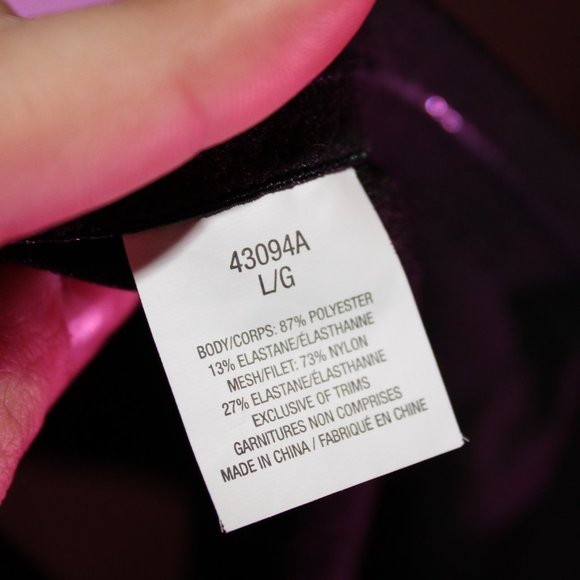 43094A
L/G
BODY/CORPS: 87% POLYESTER
13% ELASTANE/ÉLASTHANNE
MESH/FILET: 73% NYLON
27% ELASTANE/ÉLASTHANNE
EXCLUSIVE OF TRIMS
GARNITURES NON COMPRISES
MADE IN CHINA / FABRIQUÉ EN CHINE